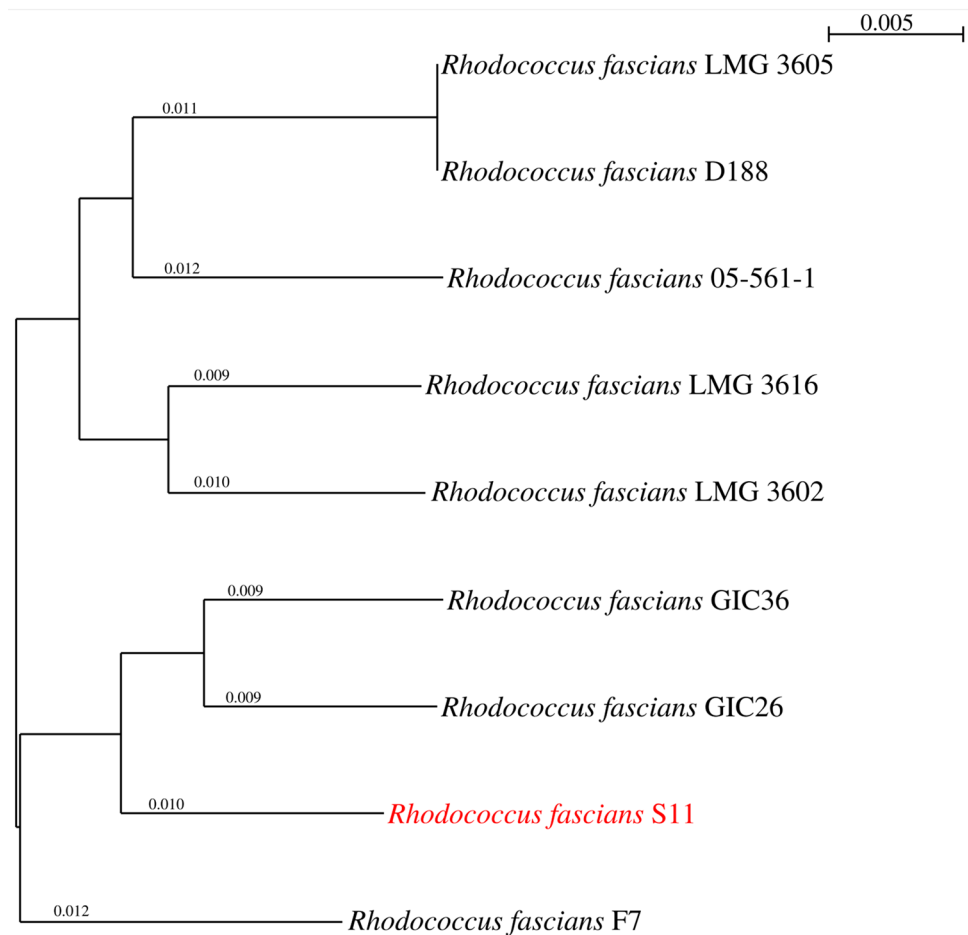 0.005
Rhodococcus fascians LMG 3605
0.011
Rhodococcus fascians D188
0.012
Rhodococcus fascians 05-561-1
0.009
Rhodococcus fascians LMG 3616
0.010
Rhodococcus fascians LMG 3602
0.009
Rhodococcus fascians GIC36
0.009
Rhodococcus fascians GIC26
0.010
Rhodococcus fascians S11
0.012
Rhodococcus fascians F7